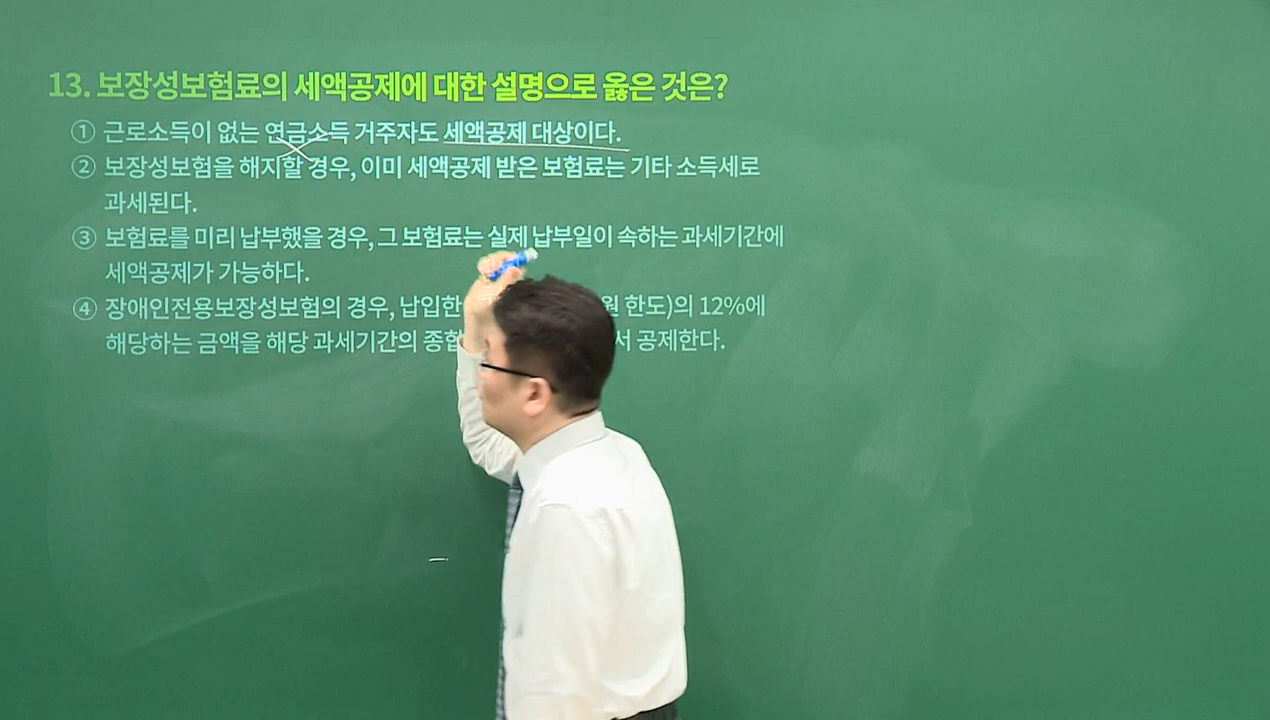 13. 보장성보험료의 세액공제에 대한 설명으로 옳은 것은?
① 근로소득이 없는 연금소득 거주자도 세액공제 대상이다.
② 보장성보험을 해지할 경우, 이미 세액공제 받은 보험료는 기타 소득세로
과세된다.
③ 보험료를 미리 납부했을 경우, 그 보험료는 실제 납부일이 속하는 과세기간에
세액공제가 가능하다.
④ 장애인전용보장성보험의 경우, 납입한 원 한도)의 12%에
해당하는 금액을 해당 과세기간의 종합 서 공제한다.